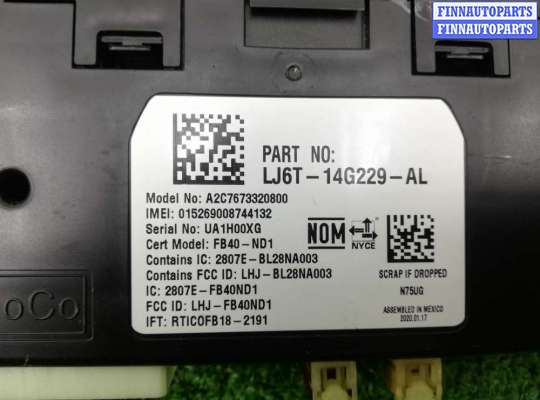 FINNAUTOPARTS
FINNAUTOPARTS
PART NO:
LJ6T-14G229-AL
Model No: A2C7673320800
IMEI: 015269008744132
Serial No: UA1H00XG
Cert Model: FB40-ND1
Contains IC: 2807E-BL28NA003
Contains FCC ID: LHJ-BL28NA003
IC: 2807E-FB40ND1
FCC ID: LHJ-FB40ND1
IFT: RTICOFB18-2191
NOM
NYCE
SCRAP IF DROPPED
N75UG
ASSEMBLED IN MEXICO
2020.01.17
oCo